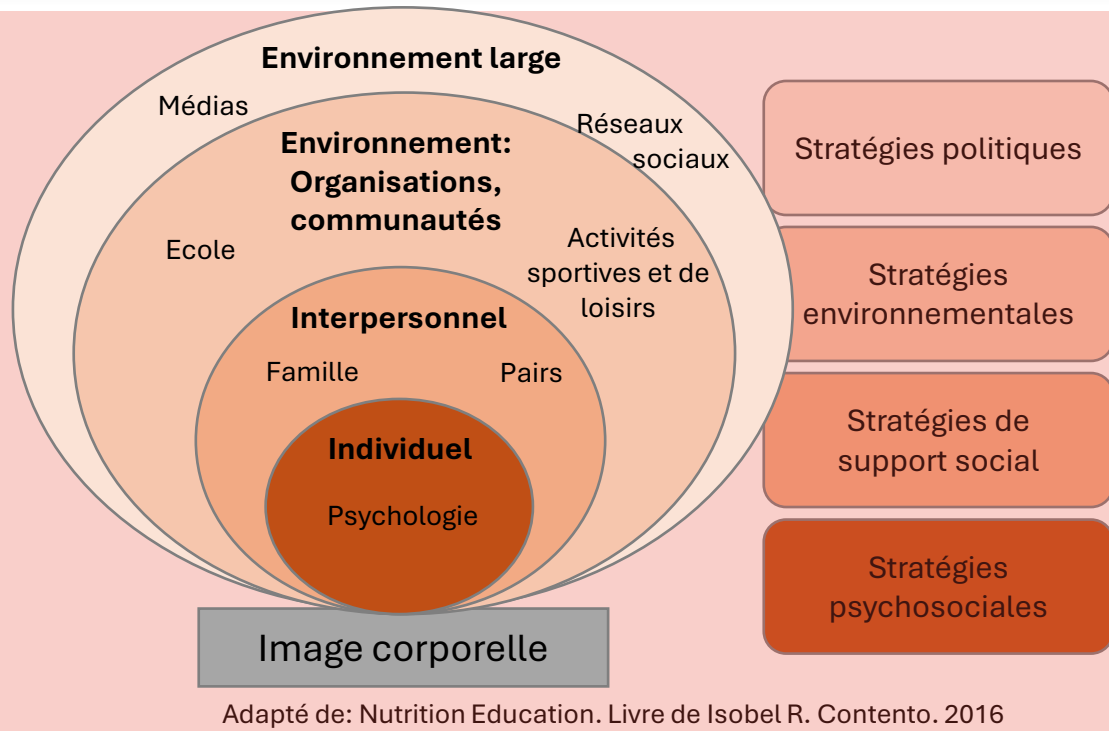 Environnement large
Médias
Réseaux
sociaux
Environnement:
Organisations,
communautés
Ecole
Activités
sportives et de
loisirs
Interpersonnel
Famille
Pairs
Individuel
Psychologie
Image corporelle
Stratégies politiques
Stratégies
environnementales
Stratégies de
support social
Stratégies
psychosociales
Adapté de: Nutrition Education. Livre de Isobel R. Contento. 2016